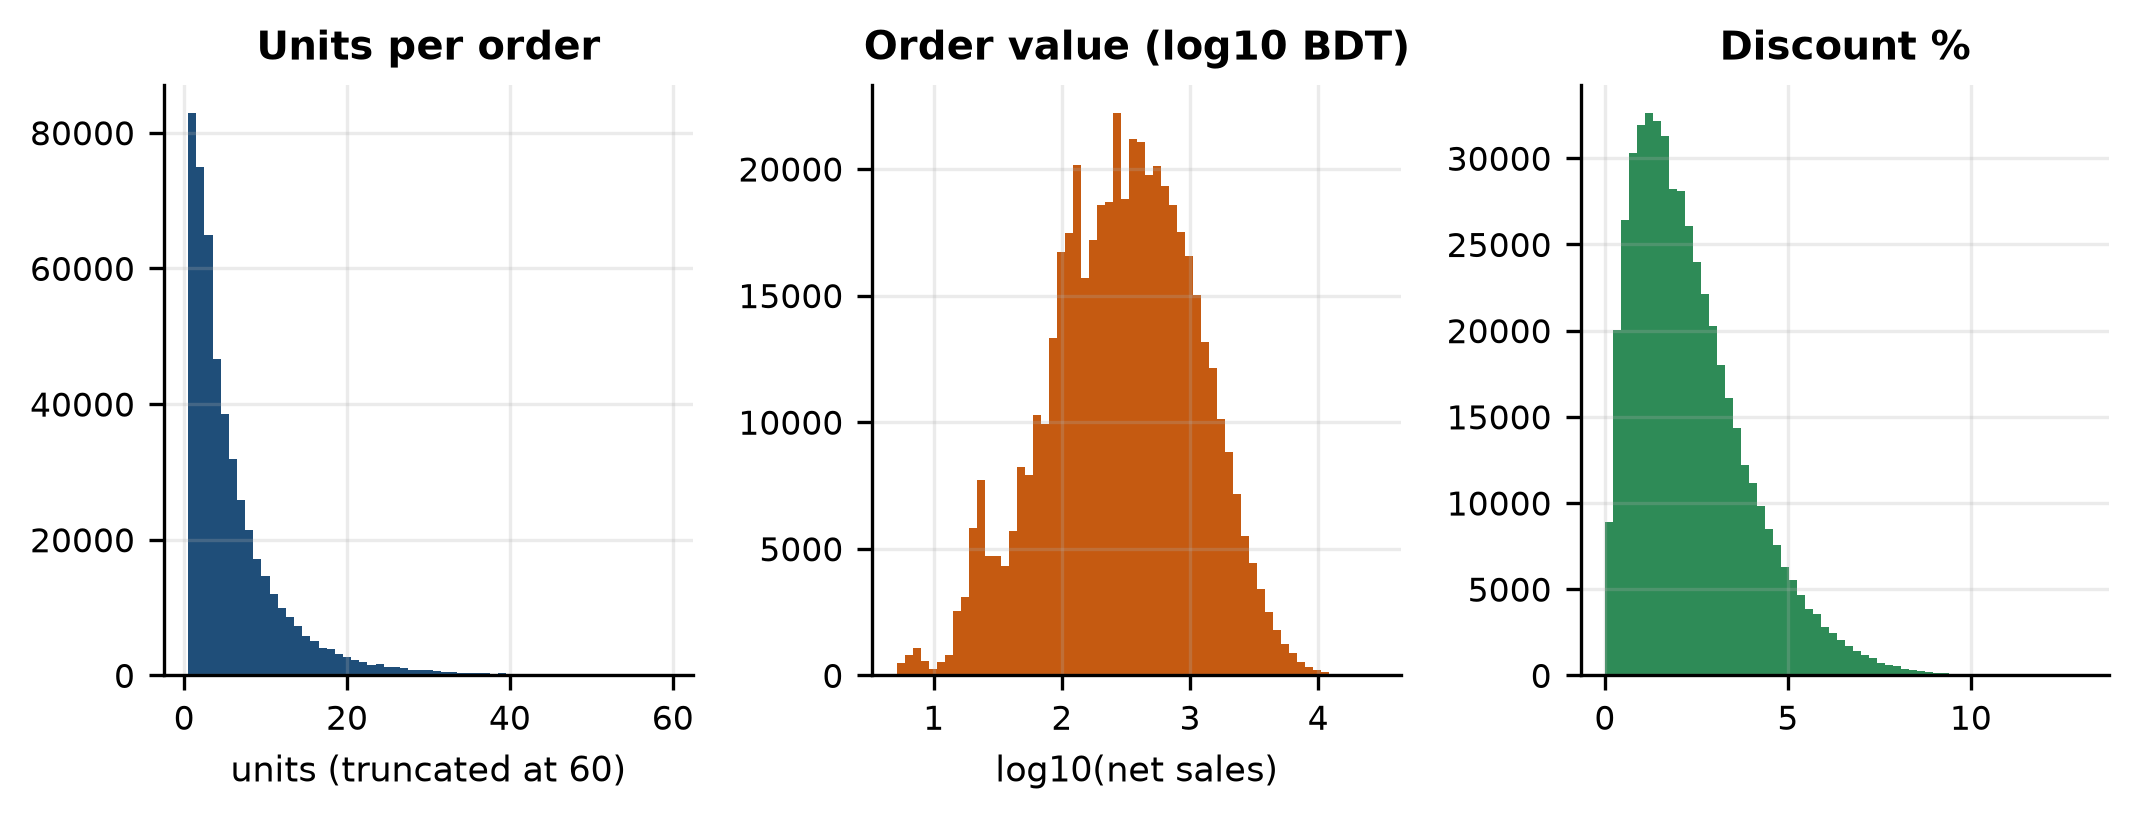 Units per order
80000
60000
40000
20000
0
0 20 40 60
units (truncated at 60)
Order value (log10 BDT)
20000
15000
10000
5000
0
1 2 3 4
log10(net sales)
Discount %
30000
25000
20000
15000
10000
5000
0
0 5 10